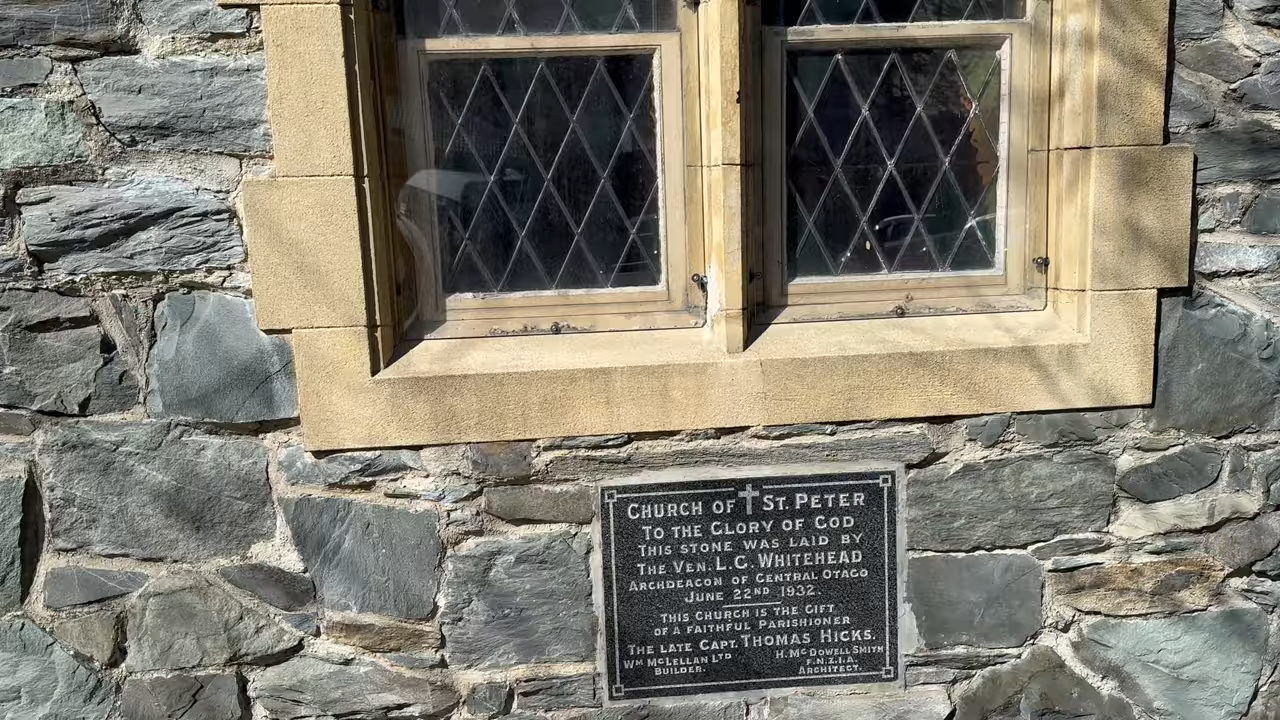 CHURCH OF ST. PETER
TO THE GLORY OF GOD
THIS STONE WAS LAID BY
THE VEN. L.G. WHITEHEAD
ARCHDEACON OF CENTRAL OTAGO
JUNE 22ND 1932.
THIS CHURCH IS THE GIFT
OF A FAITHFUL PARISHIONER
THE LATE CAPT. THOMAS HICKS.
WM MCLELLAN LTD H. MCDOWELL SMITH
F.N.Z.I.A.
BUILDER. ARCHITECT.